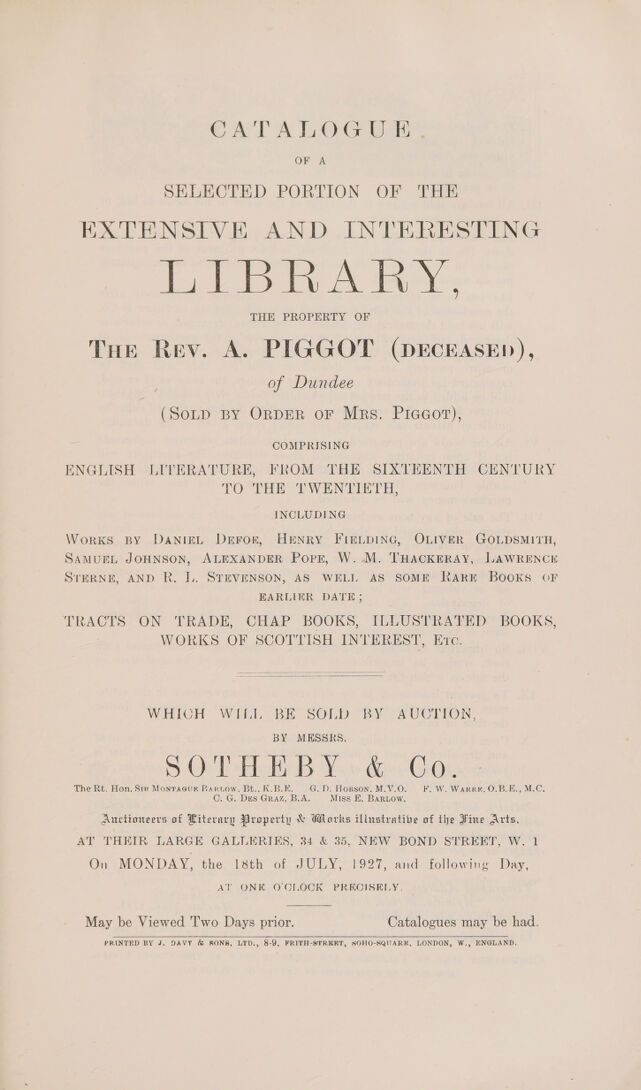 CATALOGUE
OF A
SELECTED PORTION OF THE
EXTENSIVE AND INTERESTING
LIBRARY,
THE PROPERTY OF
THE REV. A. PIGGOT (DECEASED),
of Dundee
(SOLD BY ORDER OF MRS. PIGGOT),
COMPRISING
ENGLISH LITERATURE, FROM THE SIXTEENTH CENTURY
TO THE TWENTIETH,
INCLUDING
WORKS BY DANIEL DEFOE, HENRY FIELDING, OLIVER GOLDSMITH,
SAMUEL JOHNSON, ALEXANDER POPE, W. M. THACKERAY, LAWRENCE
STERNE, AND R. L. STEVENSON, AS WELL AS SOME RARE BOOKS OF
EARLIER DATE;
TRACTS ON TRADE, CHAP BOOKS, ILLUSTRATED BOOKS,
WORKS OF SCOTTISH INTEREST, ETC.
WHICH WILL BE SOLD BY AUCTION,
BY MESSRS.
SOTHEBY & Co.
The Rt. Hon. SIR MONTAGUE BARLOW, BT., K.B.E. G. D. HOBSON, M.V.O. F. W. WARRE, O.B.E., M.C.
C. G. DES GRAZ, B.A. MISS E. BARLOW.
Auctioneers of Literary Property & Works illustrative of the Fine Arts,
AT THEIR LARGE GALLERIES, 34 & 35, NEW BOND STREET, W. 1
On MONDAY, the 18th of JULY, 1927, and following Day,
AT ONE O'CLOCK PRECISELY.
May be Viewed Two Days prior. Catalogues may be had.
PRINTED BY J. DAVY & SONS, LTD., 8-9, FRITH-STREET, SOHO-SQUARE, LONDON, W., ENGLAND.